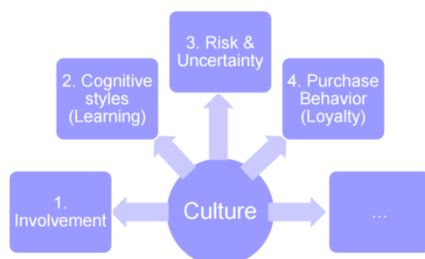 3. Risk &
Uncertainty
2. Cognitive
styles
(Learning)
4. Purchase
Behavior
(Loyalty)
1.
Involvement
Culture
...